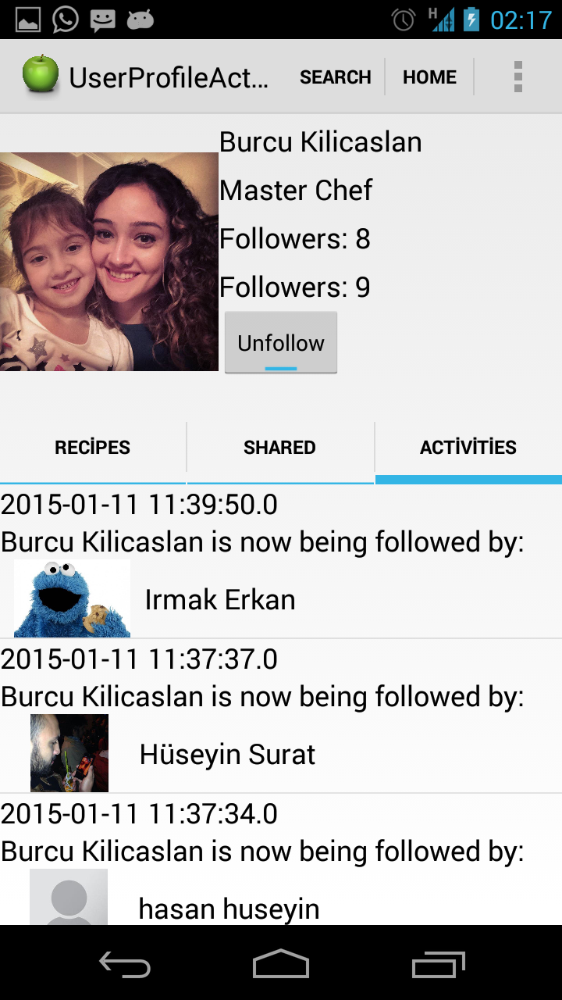 02:17
UserProfileAct... SEARCH HOME
Burcu Kilicaslan
Master Chef
Followers: 8
Followers: 9
Unfollow
RECİPES SHARED ACTİVİTİES
2015-01-11 11:39:50.0
Burcu Kilicaslan is now being followed by:
Irmak Erkan
2015-01-11 11:37:37.0
Burcu Kilicaslan is now being followed by:
Hüseyin Surat
2015-01-11 11:37:34.0
Burcu Kilicaslan is now being followed by:
hasan huseyin